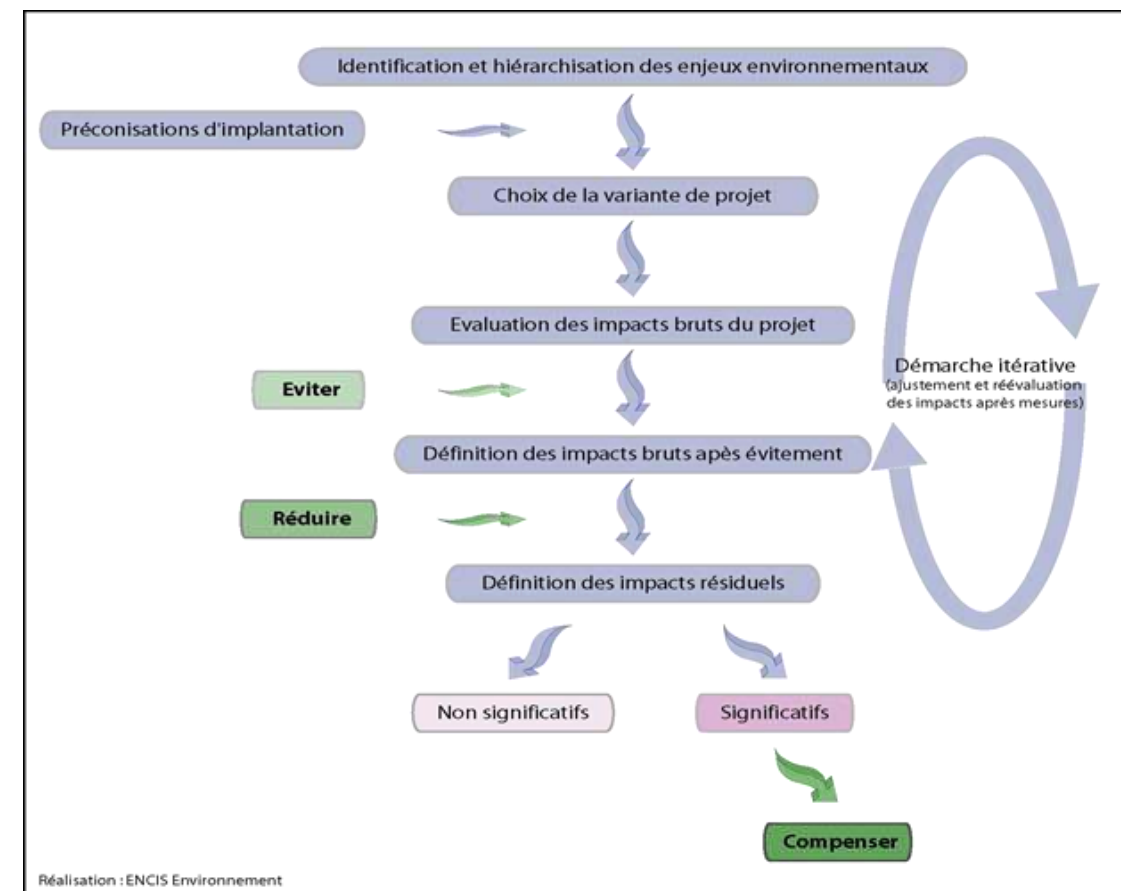 Identification et hiérarchisation des enjeux environnementaux
Préconisations d'implantation
Choix de la variante de projet
Evaluation des impacts bruts du projet
Démarche itérative
(ajustement et réévaluation
des impacts après mesures)
Eviter
Définition des impacts bruts après évitement
Réduire
Définition des impacts résiduels
Non significatifs
Significatifs
Compenser
Réalisation : ENCIS Environnement